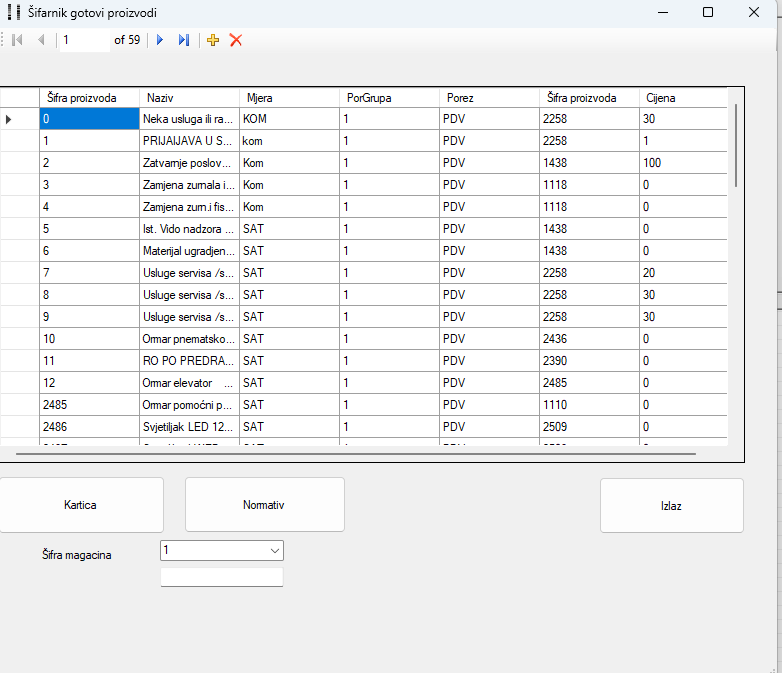 Šifarnik gotovi proizvodi
1 of 59
Šifra proizvoda Naziv Mjera PorGrupa Porez Šifra proizvoda Cijena
0 Neka usluga ili ra... KOM 1 PDV 2258 30
1 PRIJAIJAVA U S... kom 1 PDV 2258 1
2 Zatvarnje poslov... Kom 1 PDV 1438 100
3 Zamjena zurnala i... Kom 1 PDV 1118 0
4 Zamjena zurn.i fis... Kom 1 PDV 1118 0
5 Ist. Vido nadzora ... SAT 1 PDV 1438 0
6 Materijal ugradjen... SAT 1 PDV 1438 0
7 Usluge servisa /s... SAT 1 PDV 2258 20
8 Usluge servisa /s... SAT 1 PDV 2258 30
9 Usluge servisa /s... SAT 1 PDV 2258 30
10 Ormar pnematsko... SAT 1 PDV 2436 0
11 RO PO PREDRA... SAT 1 PDV 2390 0
12 Ormar elevator ... SAT 1 PDV 2485 0
2485 Ormar pomoćni p... SAT 1 PDV 1110 0
2486 Svjetiljak LED 12... SAT 1 PDV 2509 0
Kartica Normativ Izlaz
Šifra magacina 1